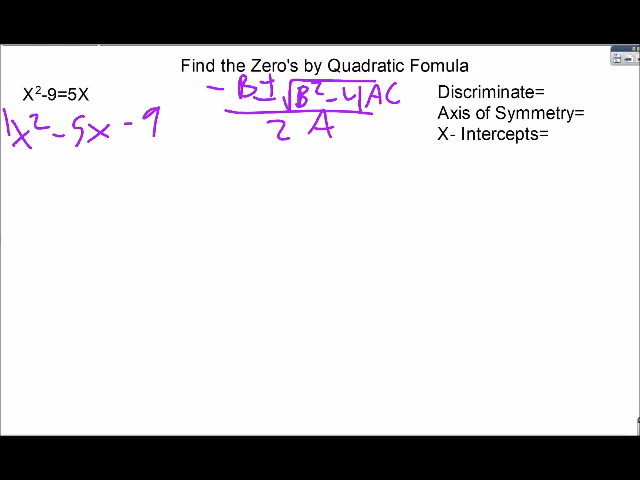 Find the Zero's by Quadratic Fomula
X²-9=5X
1x² - 5x - 9
- B ± √B² - 4AC
2 A
Discriminate=
Axis of Symmetry=
X- Intercepts=